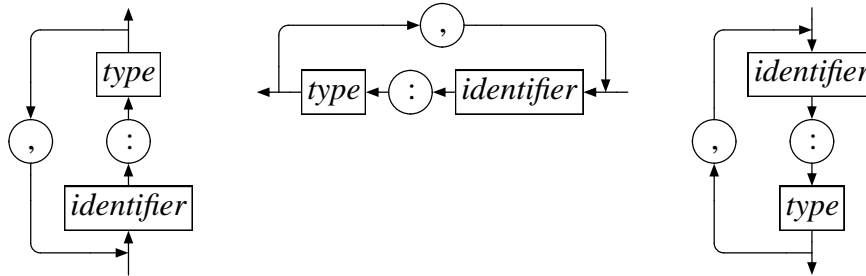 type
,
:
identifier
,
type
:
identifier
identifier
,
:
type